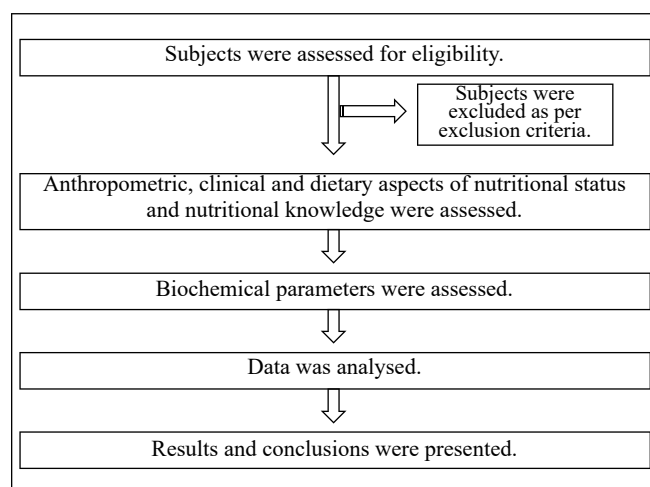 Subjects were assessed for eligibility.
Subjects were
excluded as per
exclusion criteria.
Anthropometric, clinical and dietary aspects of nutritional status
and nutritional knowledge were assessed.
Biochemical parameters were assessed.
Data was analysed.
Results and conclusions were presented.